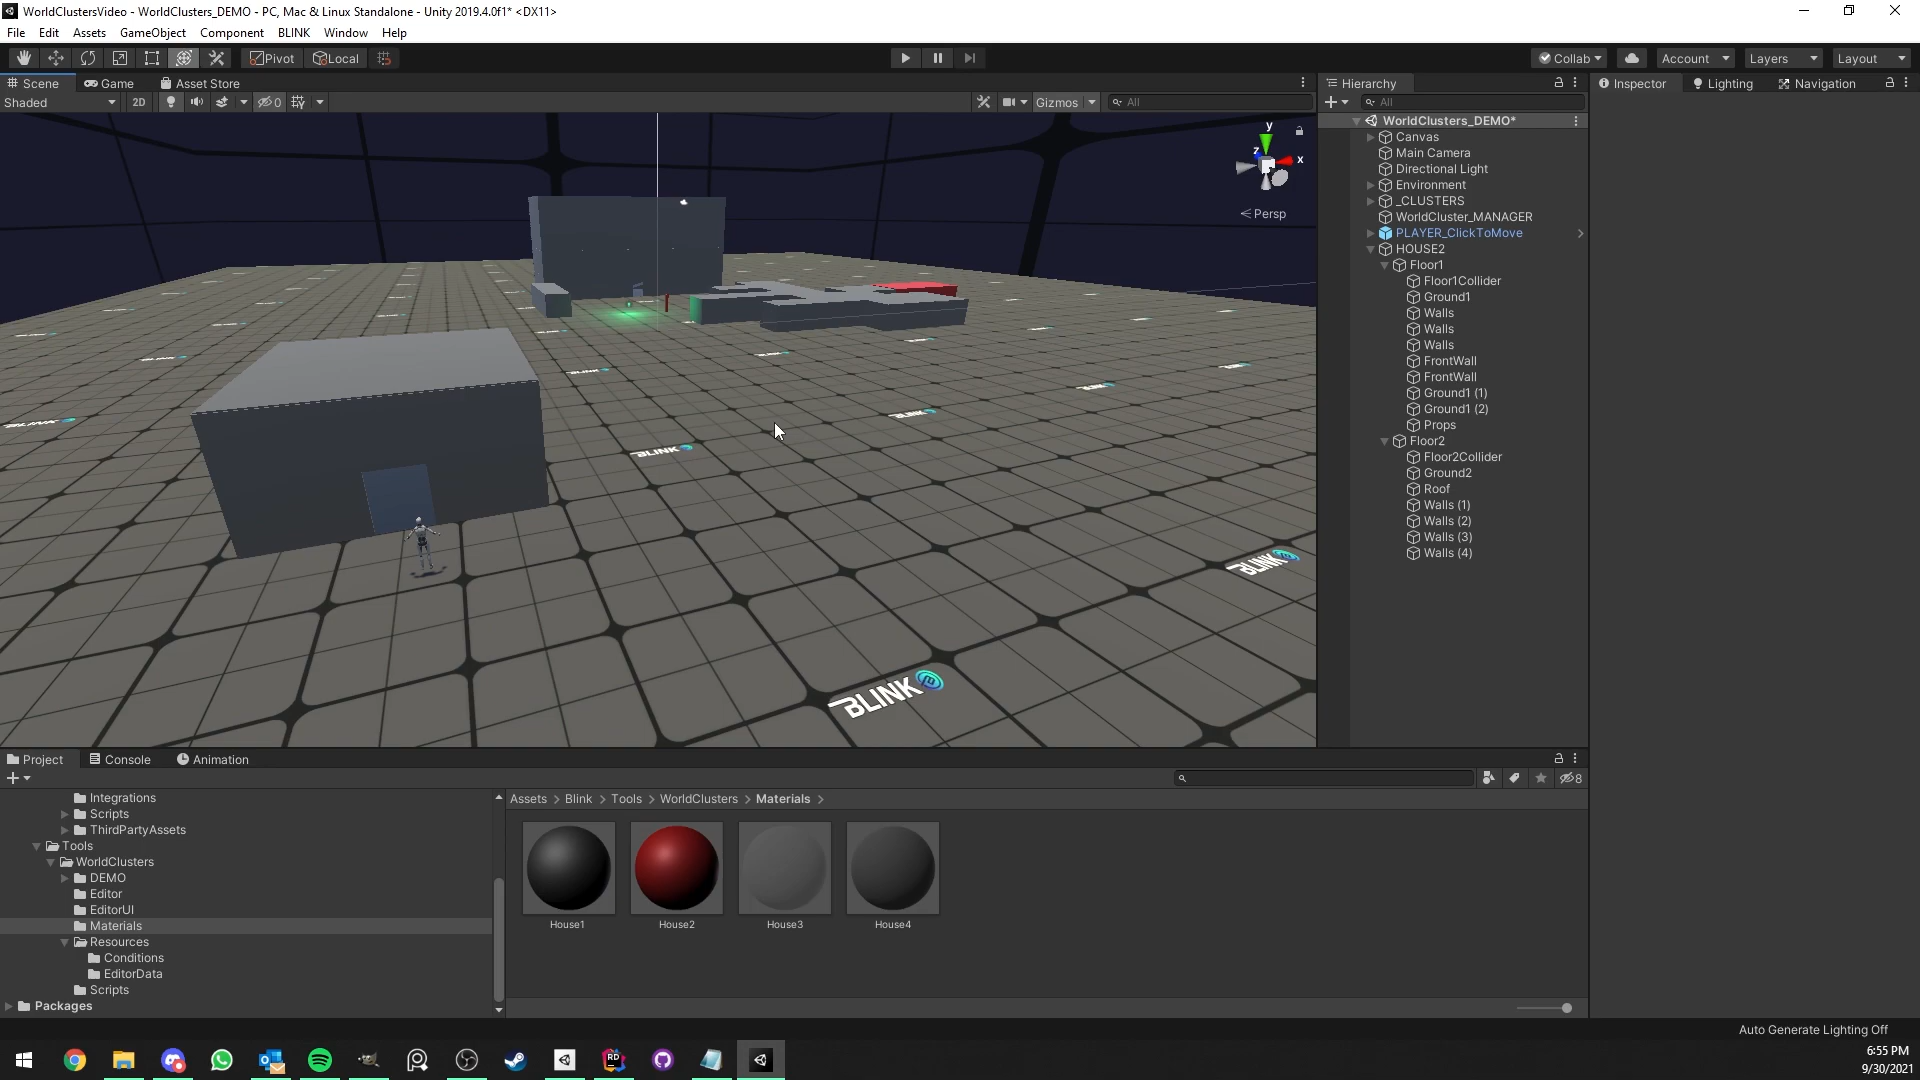 WorldClustersVideo - WorldClusters_DEMO - PC, Mac & Linux Standalone - Unity 2019.4.0f1* <DX11>
File Edit Assets GameObject Component BLINK Window Help
Pivot Local Collab Account Layers Layout
Scene Game Asset Store
Shaded 2D 0 Gizmos All
y
x
z
Persp
BLINK
BLINK
BLINK
BLINK
BLINK
BLINK
BLINK
Hierarchy
All
WorldClusters_DEMO*
Canvas
Main Camera
Directional Light
Environment
_CLUSTERS
WorldCluster_MANAGER
PLAYER_ClickToMove
HOUSE2
Floor1
Floor1Collider
Ground1
Walls
Walls
Walls
FrontWall
FrontWall
Ground1 (1)
Ground1 (2)
Props
Floor2
Floor2Collider
Ground2
Roof
Walls (1)
Walls (2)
Walls (3)
Walls (4)
Inspector Lighting Navigation
Project Console Animation
8
Integrations
Scripts
ThirdPartyAssets
Tools
WorldClusters
DEMO
Editor
EditorUI
Materials
Resources
Conditions
EditorData
Scripts
Packages
Assets > Blink > Tools > WorldClusters > Materials >
House1 House2 House3 House4
Auto Generate Lighting Off
6:55 PM
9/30/2021